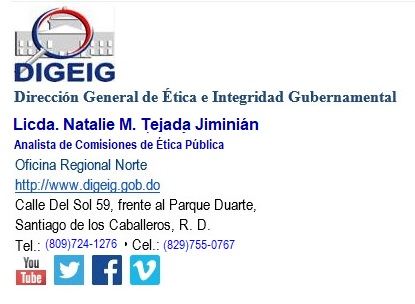 DIGEIG
Dirección General de Ética e Integridad Gubernamental
Licda. Natalie M. Tejada Jiminián
Analista de Comisiones de Ética Pública
Oficina Regional Norte
http://www.digeig.gob.do
Calle Del Sol 59, frente al Parque Duarte,
Santiago de los Caballeros, R. D.
Tel.: (809)724-1276 • Cel.: (829)755-0767
You
Tube